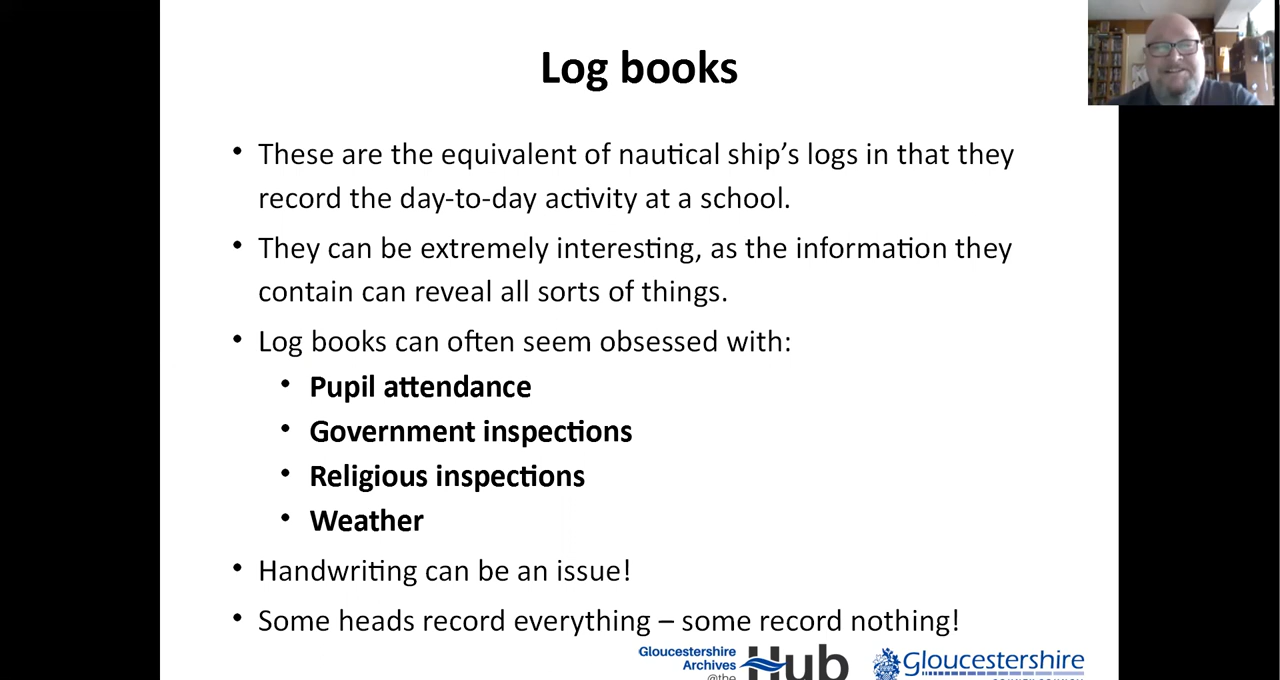 Log books
• These are the equivalent of nautical ship’s logs in that they
record the day-to-day activity at a school.
• They can be extremely interesting, as the information they
contain can reveal all sorts of things.
• Log books can often seem obsessed with:
• Pupil attendance
• Government inspections
• Religious inspections
• Weather
• Handwriting can be an issue!
• Some heads record everything – some record nothing!
Gloucestershire
Archives
@the
Hub
Gloucestershire